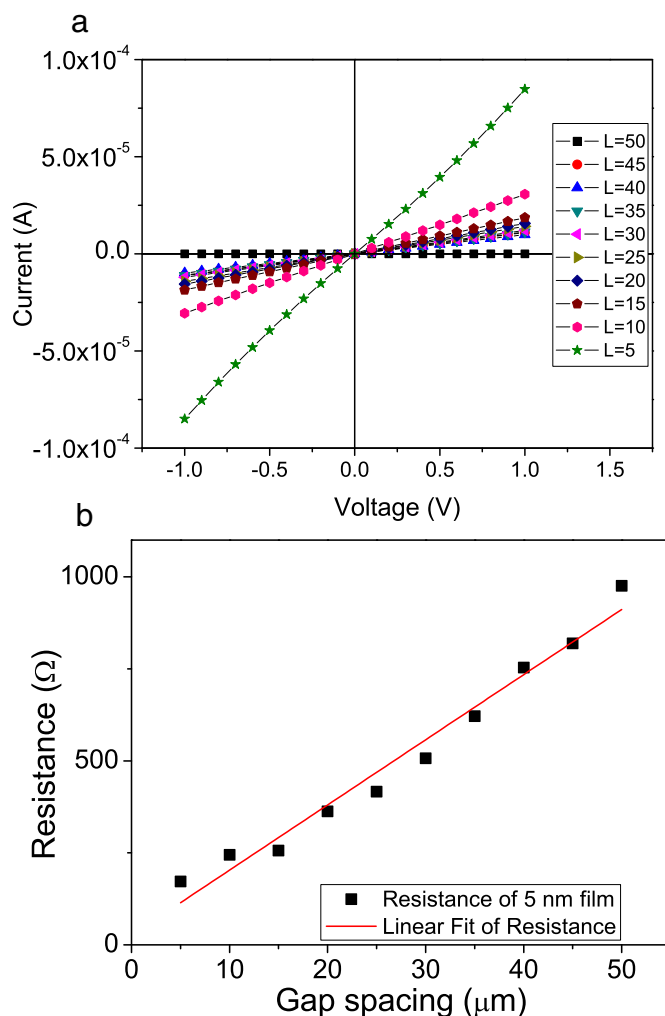 a
1.0x10⁻⁴
5.0x10⁻⁵
0.0
-5.0x10⁻⁵
-1.0x10⁻⁴
Current (A)
-1.0 -0.5 0.0 0.5 1.0 1.5
Voltage (V)
L=50
L=45
L=40
L=35
L=30
L=25
L=20
L=15
L=10
L=5
b
1000
500
0
Resistance (Ω)
0 10 20 30 40 50
Gap spacing (μm)
Resistance of 5 nm film
Linear Fit of Resistance